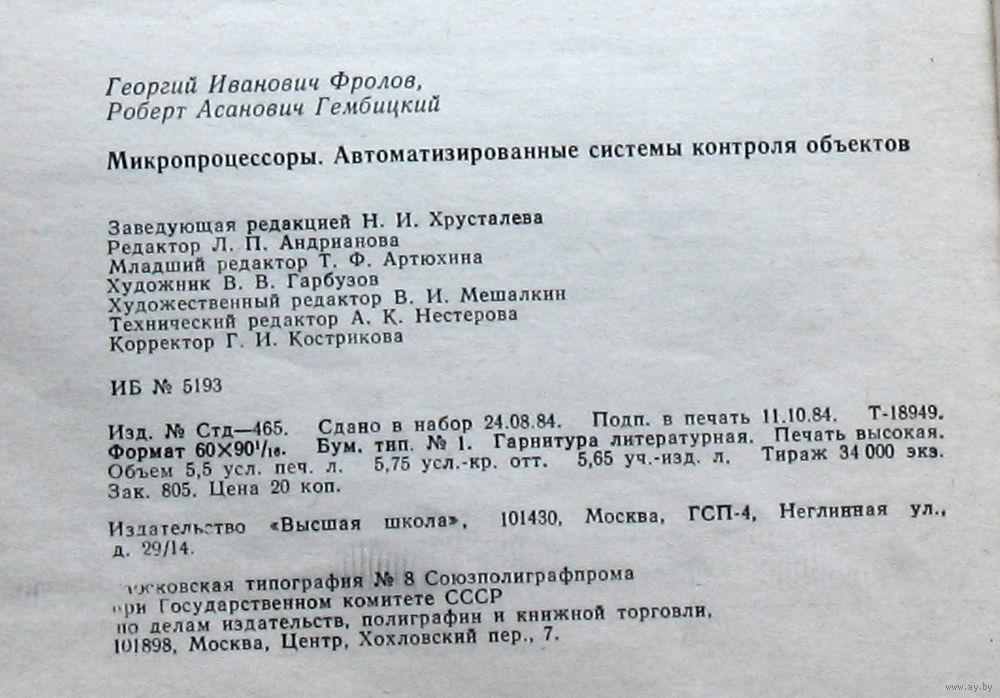 Георгий Иванович Фролов,
Роберт Асанович Гембицкий
Микропроцессоры. Автоматизированные системы контроля объектов
Заведующая редакцией Н. И. Хрусталева
Редактор Л. П. Андрианова
Младший редактор Т. Ф. Артюхина
Художник В. В. Гарбузов
Художественный редактор В. И. Мешалкин
Технический редактор А. К. Нестерова
Корректор Г. И. Кострикова
ИБ № 5193
Изд. № Стд—465. Сдано в набор 24.08.84. Подп. в печать 11.10.84. Т-18949.
Формат 60×90¹/₁₆. Бум. тип. № 1. Гарнитура литературная. Печать высокая.
Объем 5,5 усл. печ. л. 5,75 усл.-кр. отт. 5,65 уч.-изд. л. Тираж 34 000 экз.
Зак. 805. Цена 20 коп.
Издательство «Высшая школа», 101430, Москва, ГСП-4, Неглинная ул.,
д. 29/14.
Московская типография № 8 Союзполиграфпрома
при Государственном комитете СССР
по делам издательств, полиграфии и книжной торговли,
101898, Москва, Центр, Хохловский пер., 7.
www.ay.by